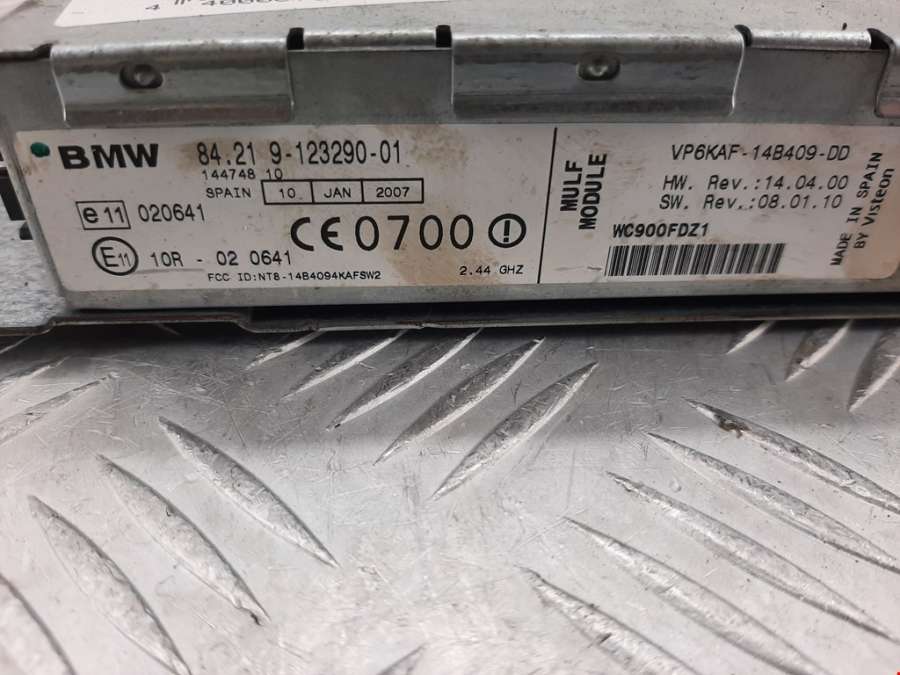 BMW 84.21 9-123290-01
144748 10
SPAIN 10 JAN 2007
e11 020641
CE 0700
E11 10R - 02 0641
FCC ID:NT8-14B4094KAFSW2 2.44 GHZ
MULF
MODULE
VP6KAF-14B409-DD
HW. Rev.:14.04.00
SW. Rev.:08.01.10
WC900FDZ1
MADE IN SPAIN
BY Visteon